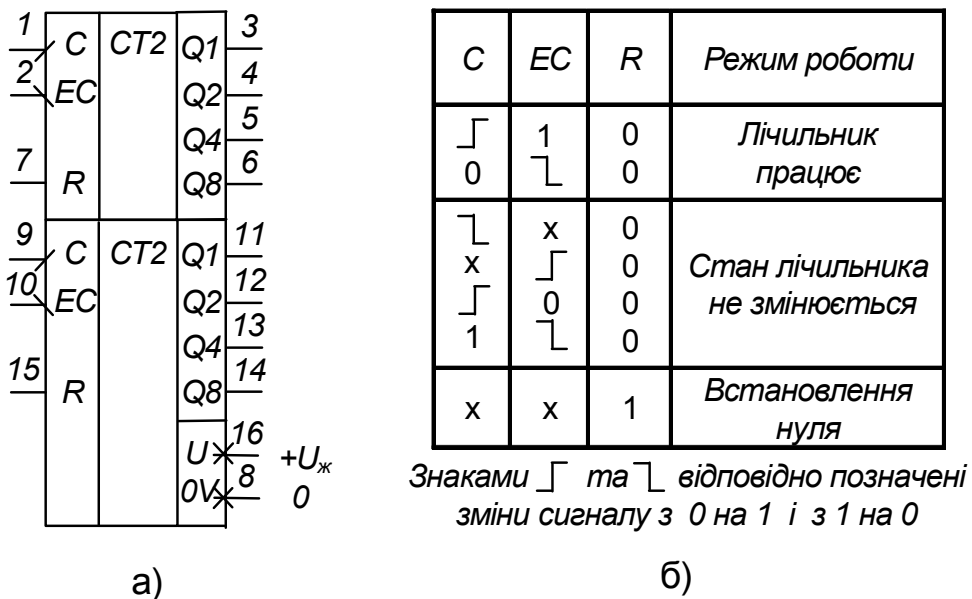 1 C CT2 Q1 3
2 EC Q2 4
Q4 5
7 R Q8 6
9 C CT2 Q1 11
10 EC Q2 12
Q4 13
15 R Q8 14
U 16 +Uж
0V 8 0
а)
C EC R Режим роботи
1 0 Лічильник
0 0 працює
x 0
x 0 Стан лічильника
0 0 не змінюється
1 0
x x 1 Встановлення
нуля
Знаками та відповідно позначені
зміни сигналу з 0 на 1 і з 1 на 0
б)